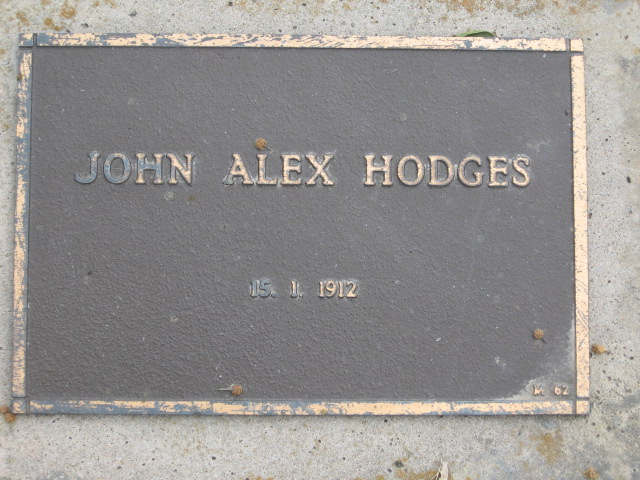 JOHN ALEX HODGES
15. 1. 1912
M 62